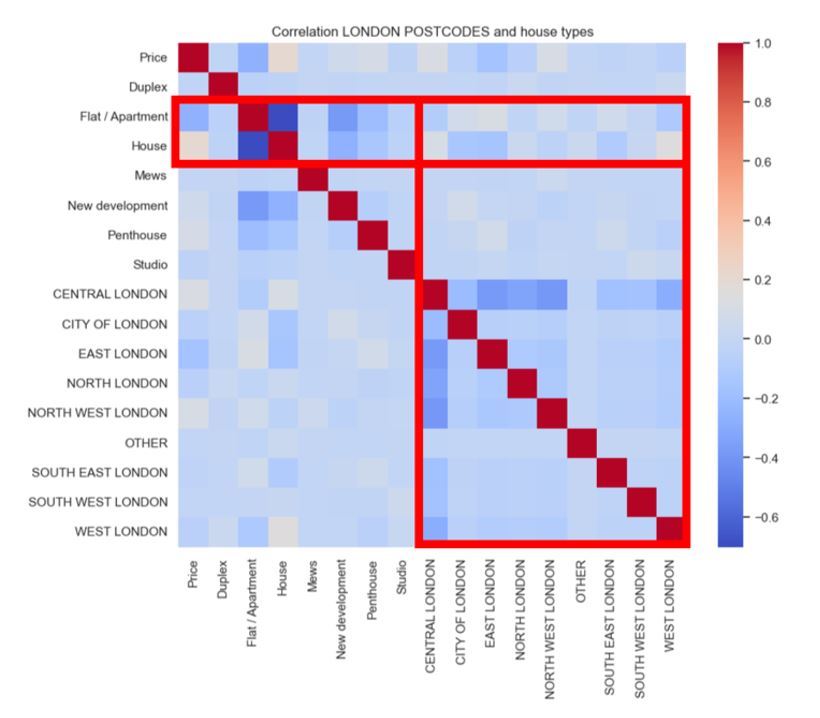 Correlation LONDON POSTCODES and house types
Price
Duplex
Flat / Apartment
House
Mews
New development
Penthouse
Studio
CENTRAL LONDON
CITY OF LONDON
EAST LONDON
NORTH LONDON
NORTH WEST LONDON
OTHER
SOUTH EAST LONDON
SOUTH WEST LONDON
WEST LONDON
1.0
0.8
0.6
0.4
0.2
0.0
−0.2
−0.4
−0.6
Price
Duplex
Flat / Apartment
House
Mews
New development
Penthouse
Studio
CENTRAL LONDON
CITY OF LONDON
EAST LONDON
NORTH LONDON
NORTH WEST LONDON
OTHER
SOUTH EAST LONDON
SOUTH WEST LONDON
WEST LONDON